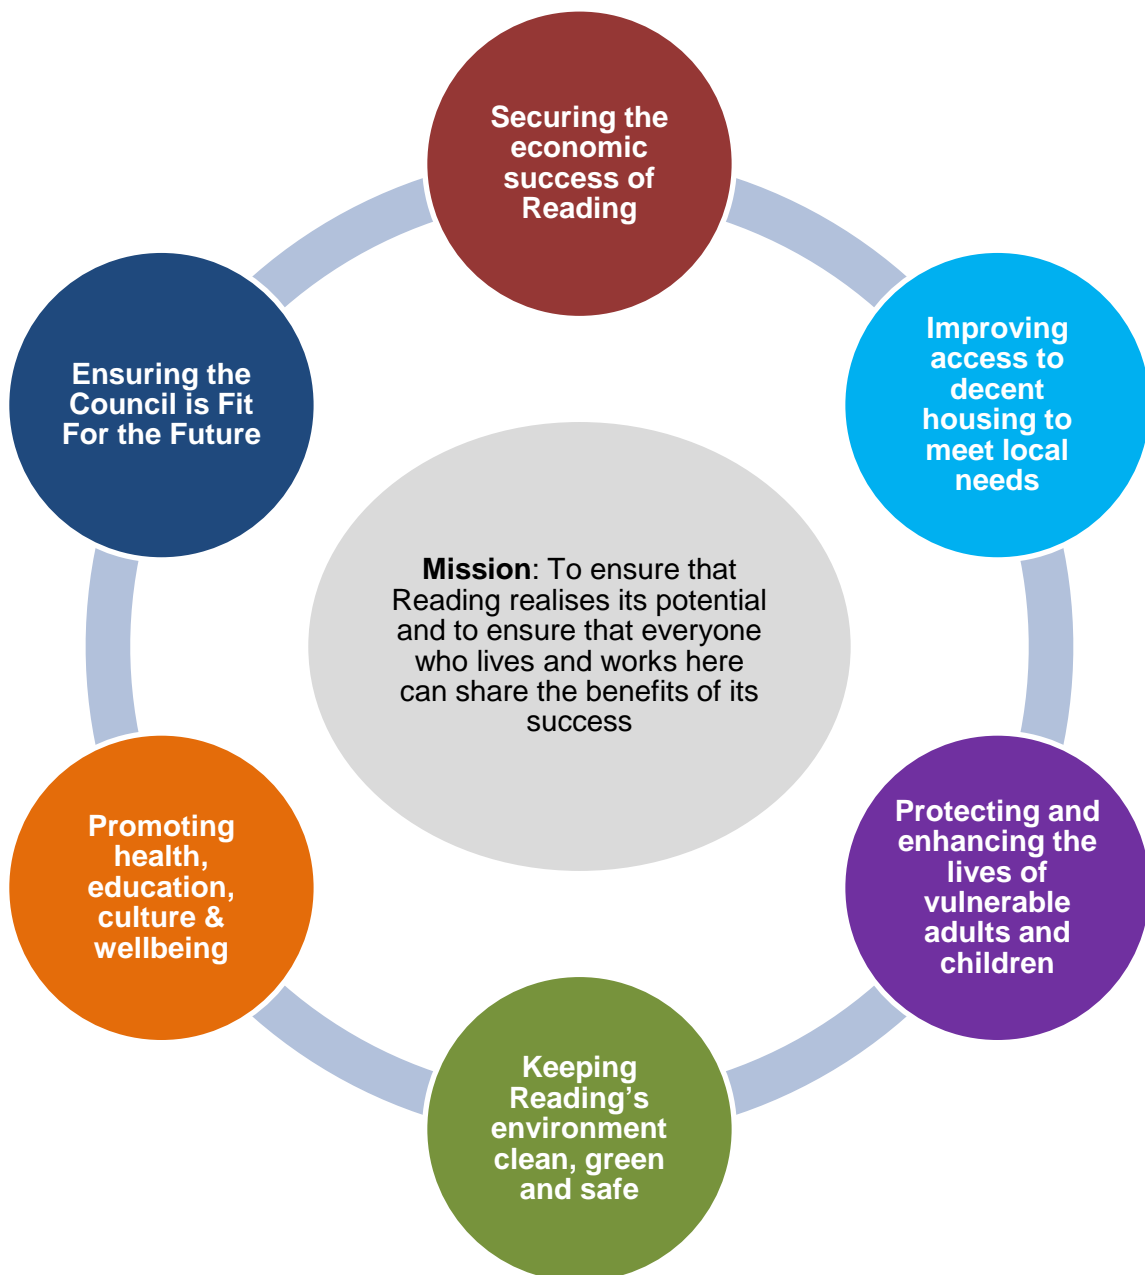 Securing the
economic
success of
Reading
Improving
access to
decent
housing to
meet local
needs
Protecting and
enhancing the
lives of
vulnerable
adults and
children
Keeping
Reading’s
environment
clean, green
and safe
Promoting
health,
education,
culture &
wellbeing
Ensuring the
Council is Fit
For the Future
Mission: To ensure that
Reading realises its potential
and to ensure that everyone
who lives and works here
can share the benefits of its
success